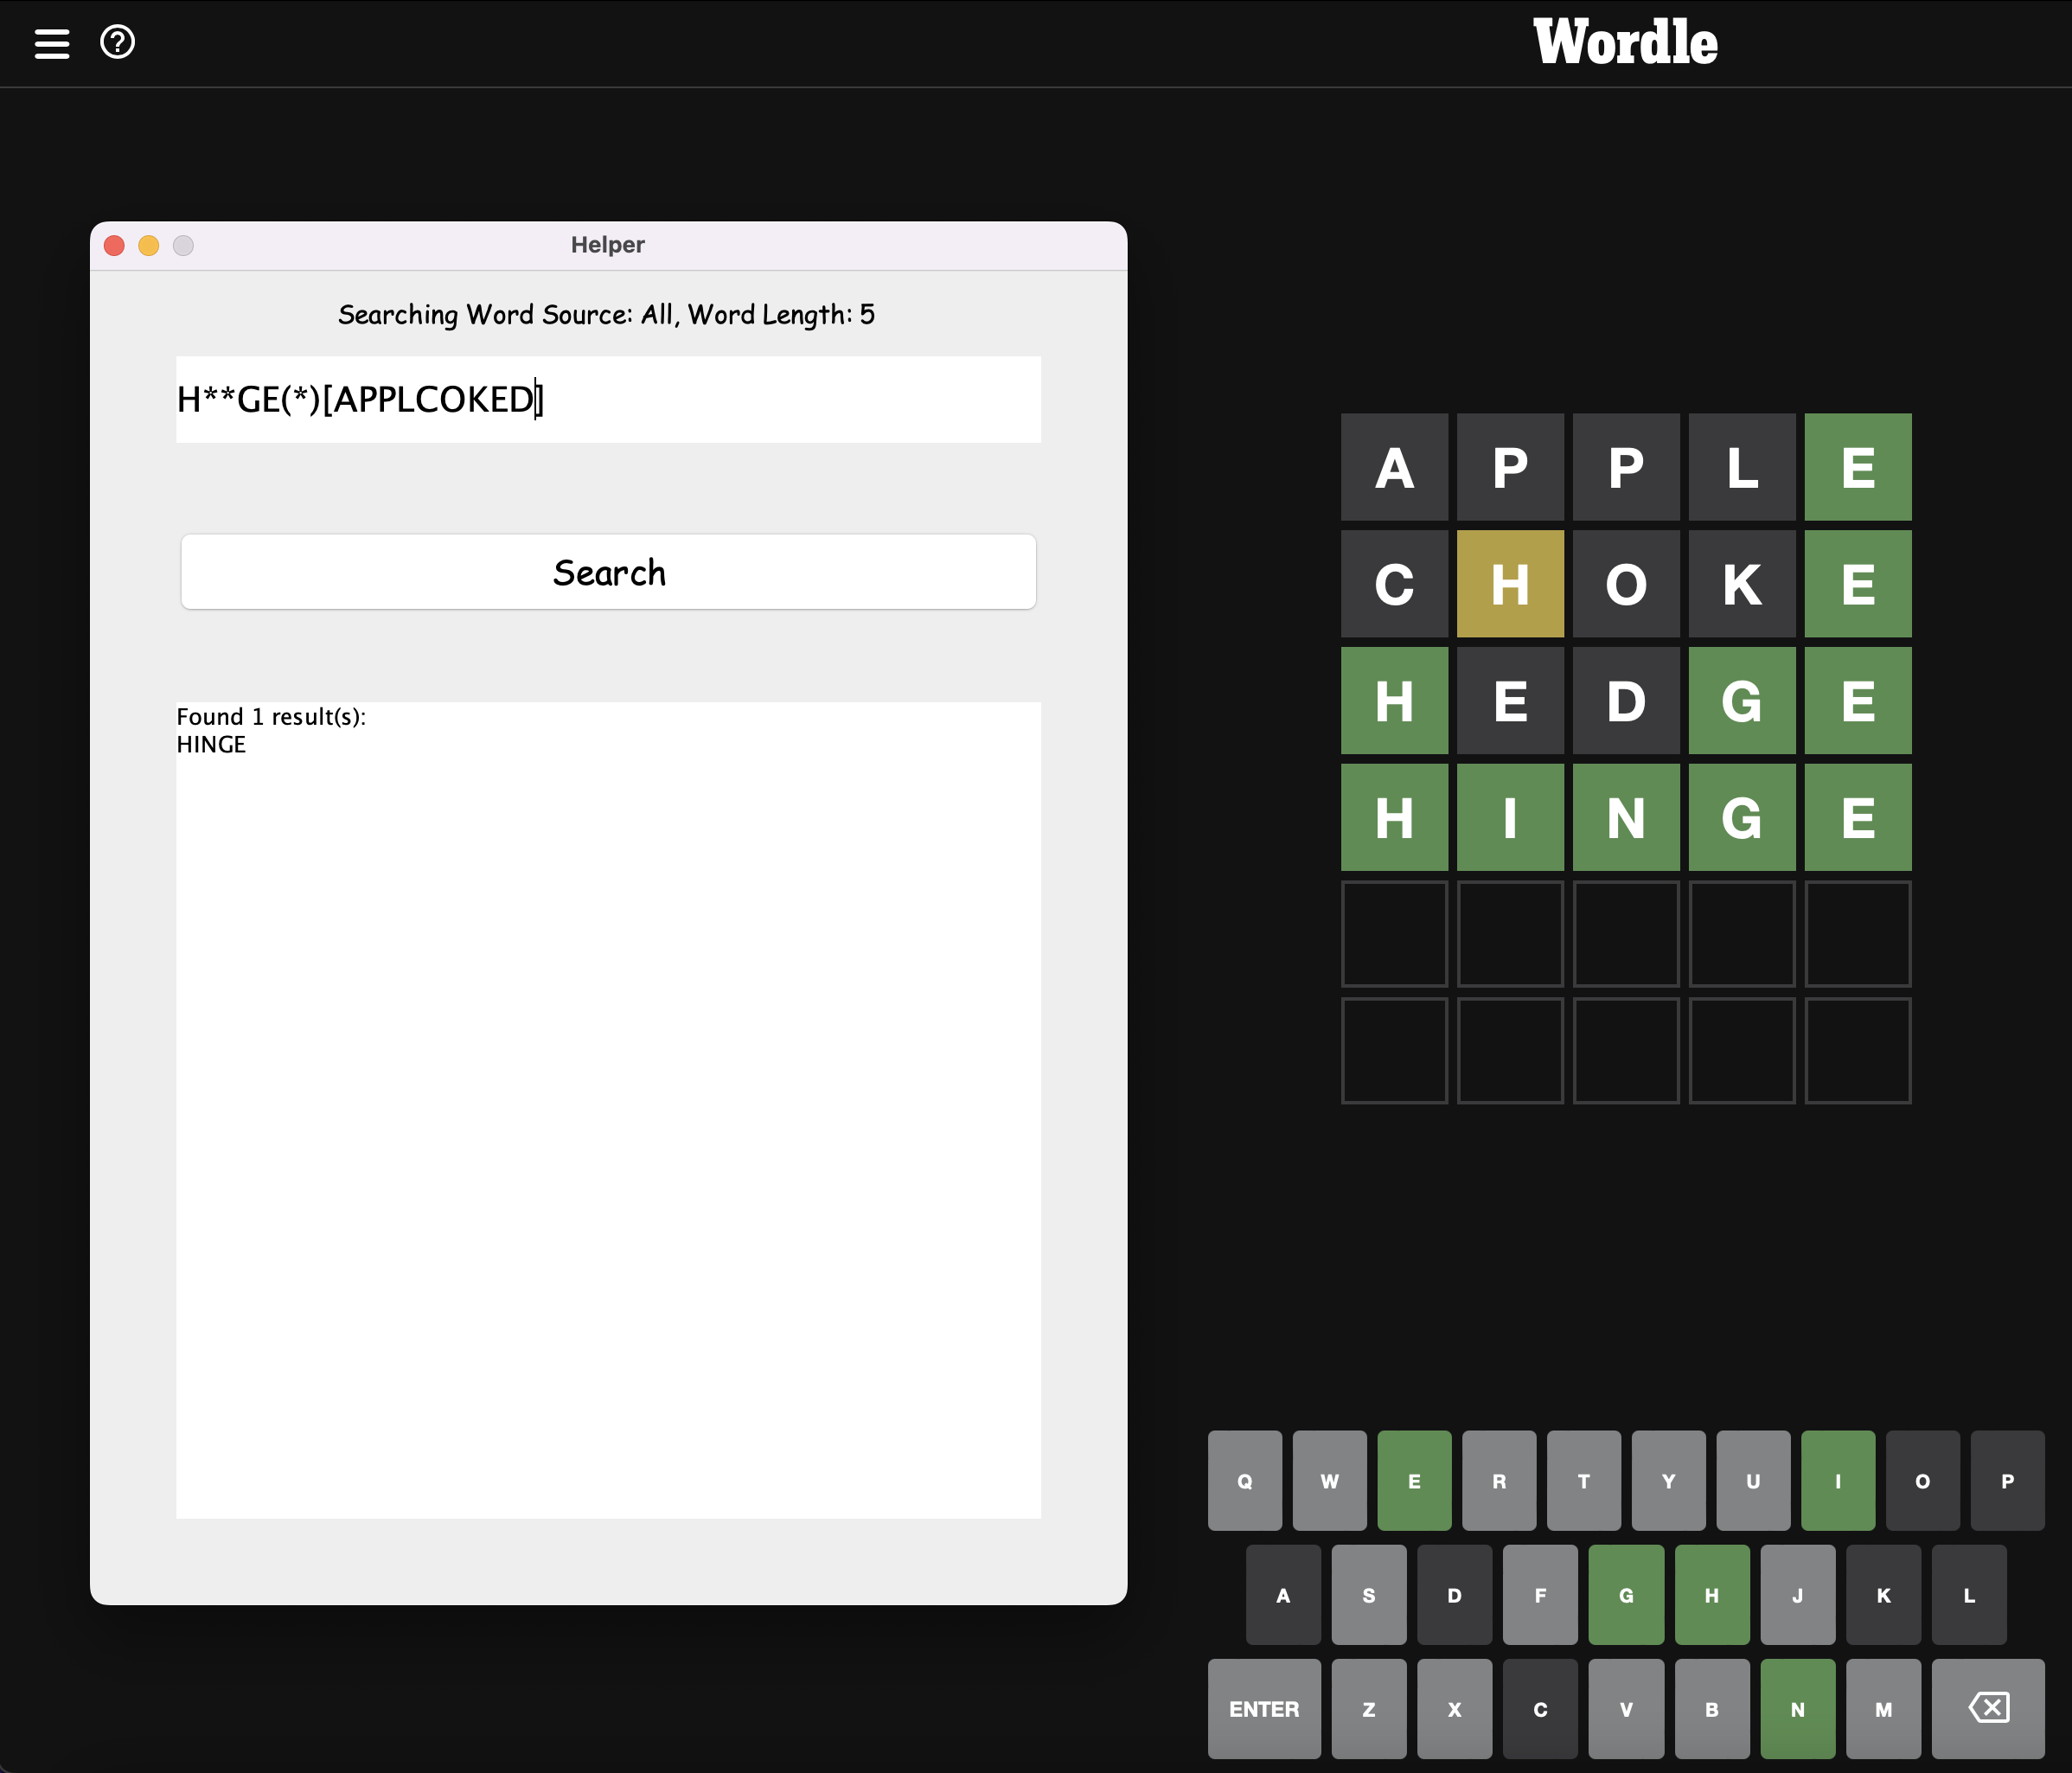 Wordle
Helper
Searching Word Source: All, Word Length: 5
H**GE(*)[APPLCOKED]
Search
Found 1 result(s):
HINGE
A P P L E
C H O K E
H E D G E
H I N G E
Q W E R T Y U I O P
A S D F G H J K L
ENTER Z X C V B N M